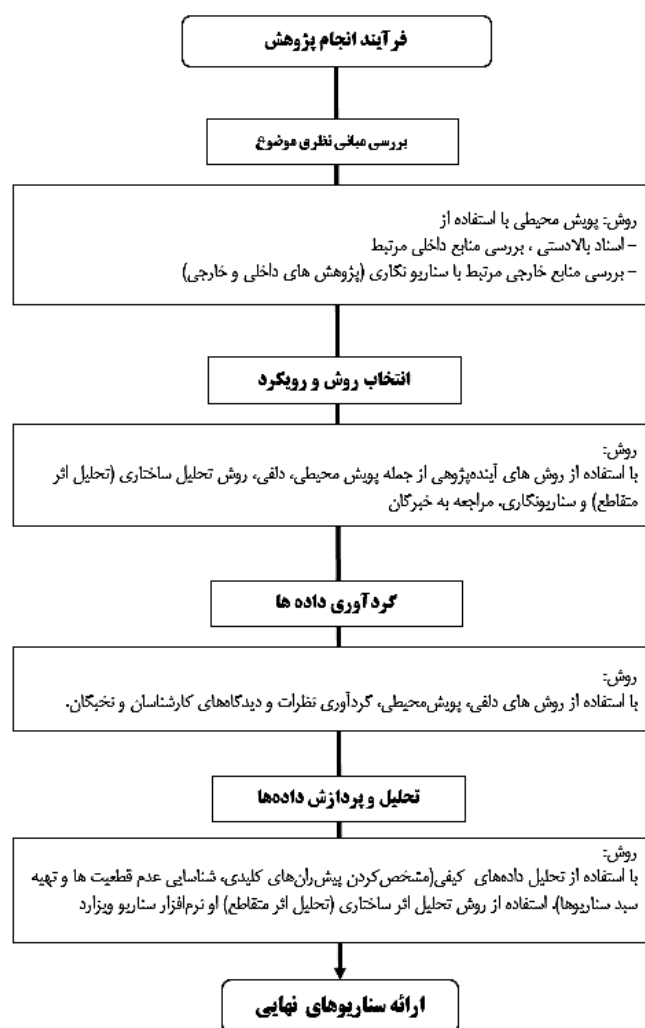 فرآیند انجام پژوهش
بررسی مبانی نظری موضوع
روش: پویش محیطی با استفاده از
– اسناد بالادستی ، بررسی منابع داخلی مرتبط
– بررسی منابع خارجی مرتبط با سناریو نگاری (پژوهش های داخلی و خارجی)
انتخاب روش و رویکرد
روش:
با استفاده از روش های آینده‌پژوهی از جمله پویش محیطی، دلفی، روش تحلیل ساختاری (تحلیل اثر
متقاطع) و سناریونگاری. مراجعه به خبرگان
گردآوری داده ها
روش:
با استفاده از روش های دلفی، پویش‌محیطی، گردآوری نظرات و دیدگاه‌های کارشناسان و نخبگان.
تحلیل و پردازش داده‌ها
روش:
با استفاده از تحلیل داده‌های کیفی(مشخص‌کردن پیش‌ران‌های کلیدی، شناسایی عدم قطعیت ها و تهیه
سبد سناریوها). استفاده از روش تحلیل اثر ساختاری (تحلیل اثر متقاطع) او نرم‌افزار سناریو ویزارد
ارائه سناریوهای نهایی